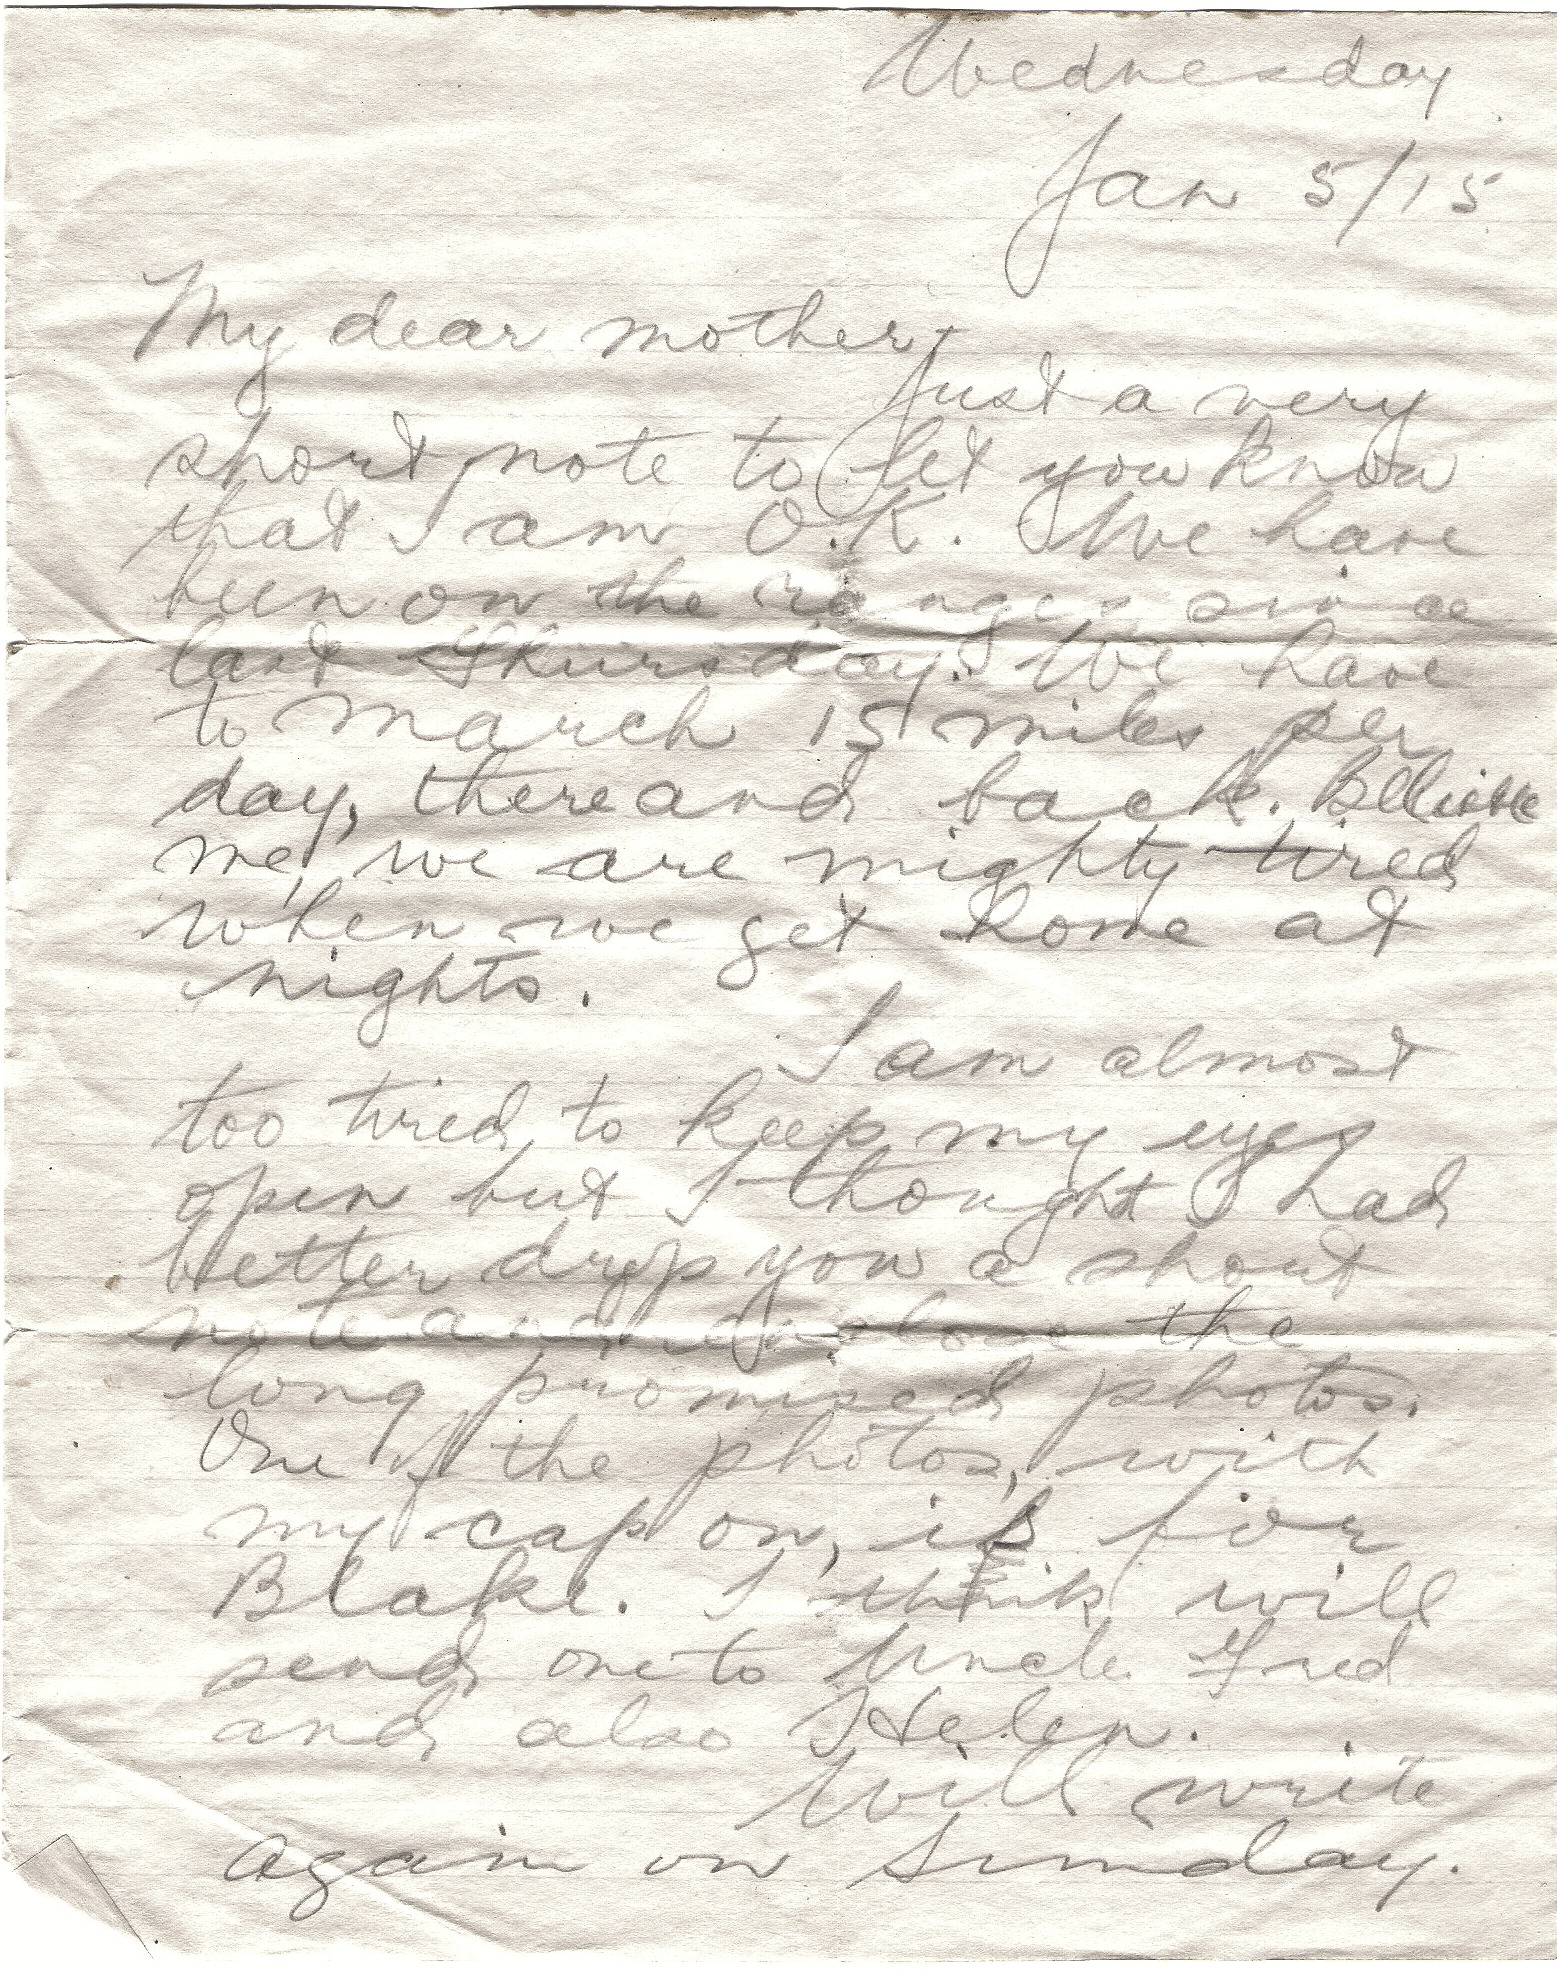 Wednesday
Jan 5/15
My dear mother,
Just a very
short note to let you know
that I am O.K. We have
been on the ranges since
last Thursday. We have
to march 15 miles per
day, there and back. Believe
me, we are mighty tired
when we get home at
nights.
I am almost
too tired to keep my eyes
open but I thought I had
better drop you a short
note and enclose the
long promised photos.
One of the photos, with
my cap on, is for
Blake. I think will
send one to Uncle Fred
and also Helen.
Will write
again on Sunday.